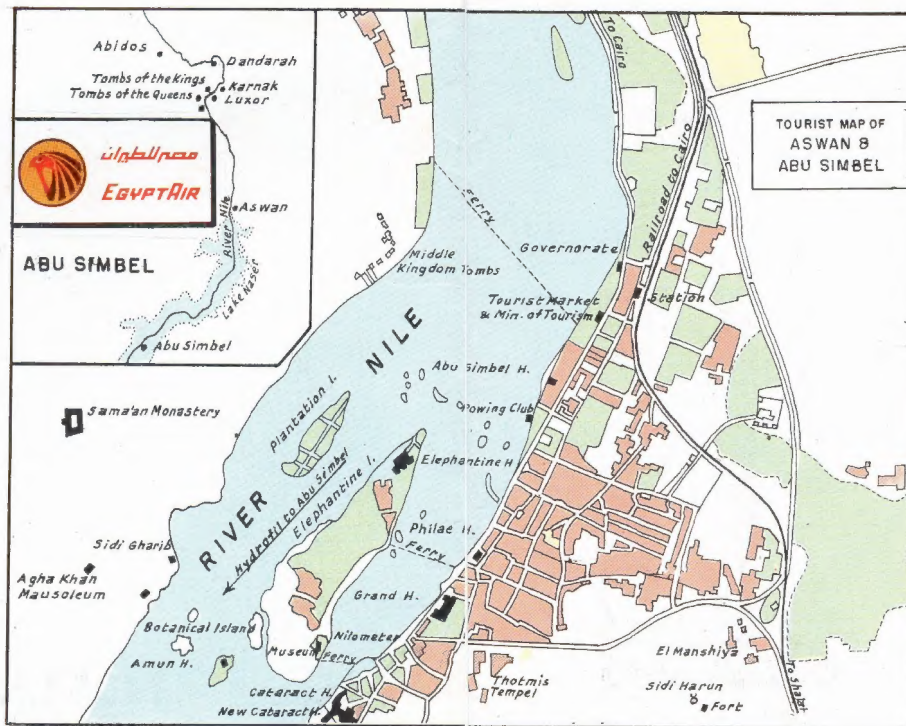 Abidos
Dandarah
Tombs of the kings
Tombs of the Queens
Karnak
Luxor
مصر للطيران
EGYPTAIR
Aswan
River Nile
Lake Naser
ABU SIMBEL
Abu Simbel
To Cairo
TOURIST MAP OF
ASWAN &
ABU SIMBEL
Ferry
Railroad to Cairo
Governorate
Middle
Kingdom Tombs
Station
Tourist Market
& Min. of Tourism
RIVER NILE
Abu Simbel H.
Plantation I.
Rowing Club
Sama'an Monastery
Elephantine H
Hydrofil to Abu Simbel
Elephantine I.
Philae H.
Ferry
Sidi Gharib
Agha Khan
Mausoleum
Grand H.
Botanical Island
Nilometer
Museum
Ferry
Amun H.
El Manshiya
Thotmis
Tempel
Sidi Harun
Fort
Cataract H.
New Cataract H.
To Shalal